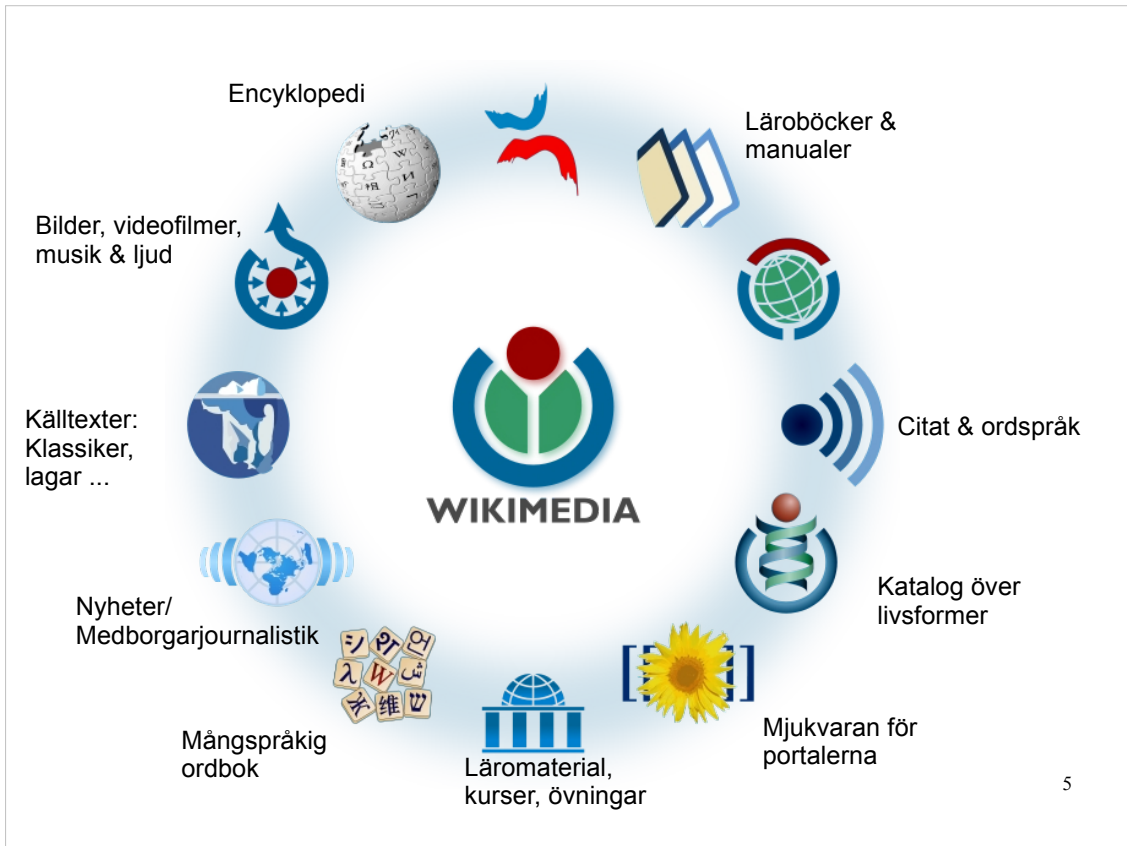 Encyklopedi
Läroböcker &
manualer
Bilder, videofilmer,
musik & ljud
Källtexter:
Klassiker,
lagar ...
Citat & ordspråk
WIKIMEDIA
Nyheter/
Medborgarjournalistik
Katalog över
livsformer
Mångspråkig
ordbok
Läromaterial,
kurser, övningar
Mjukvaran för
portalerna
5